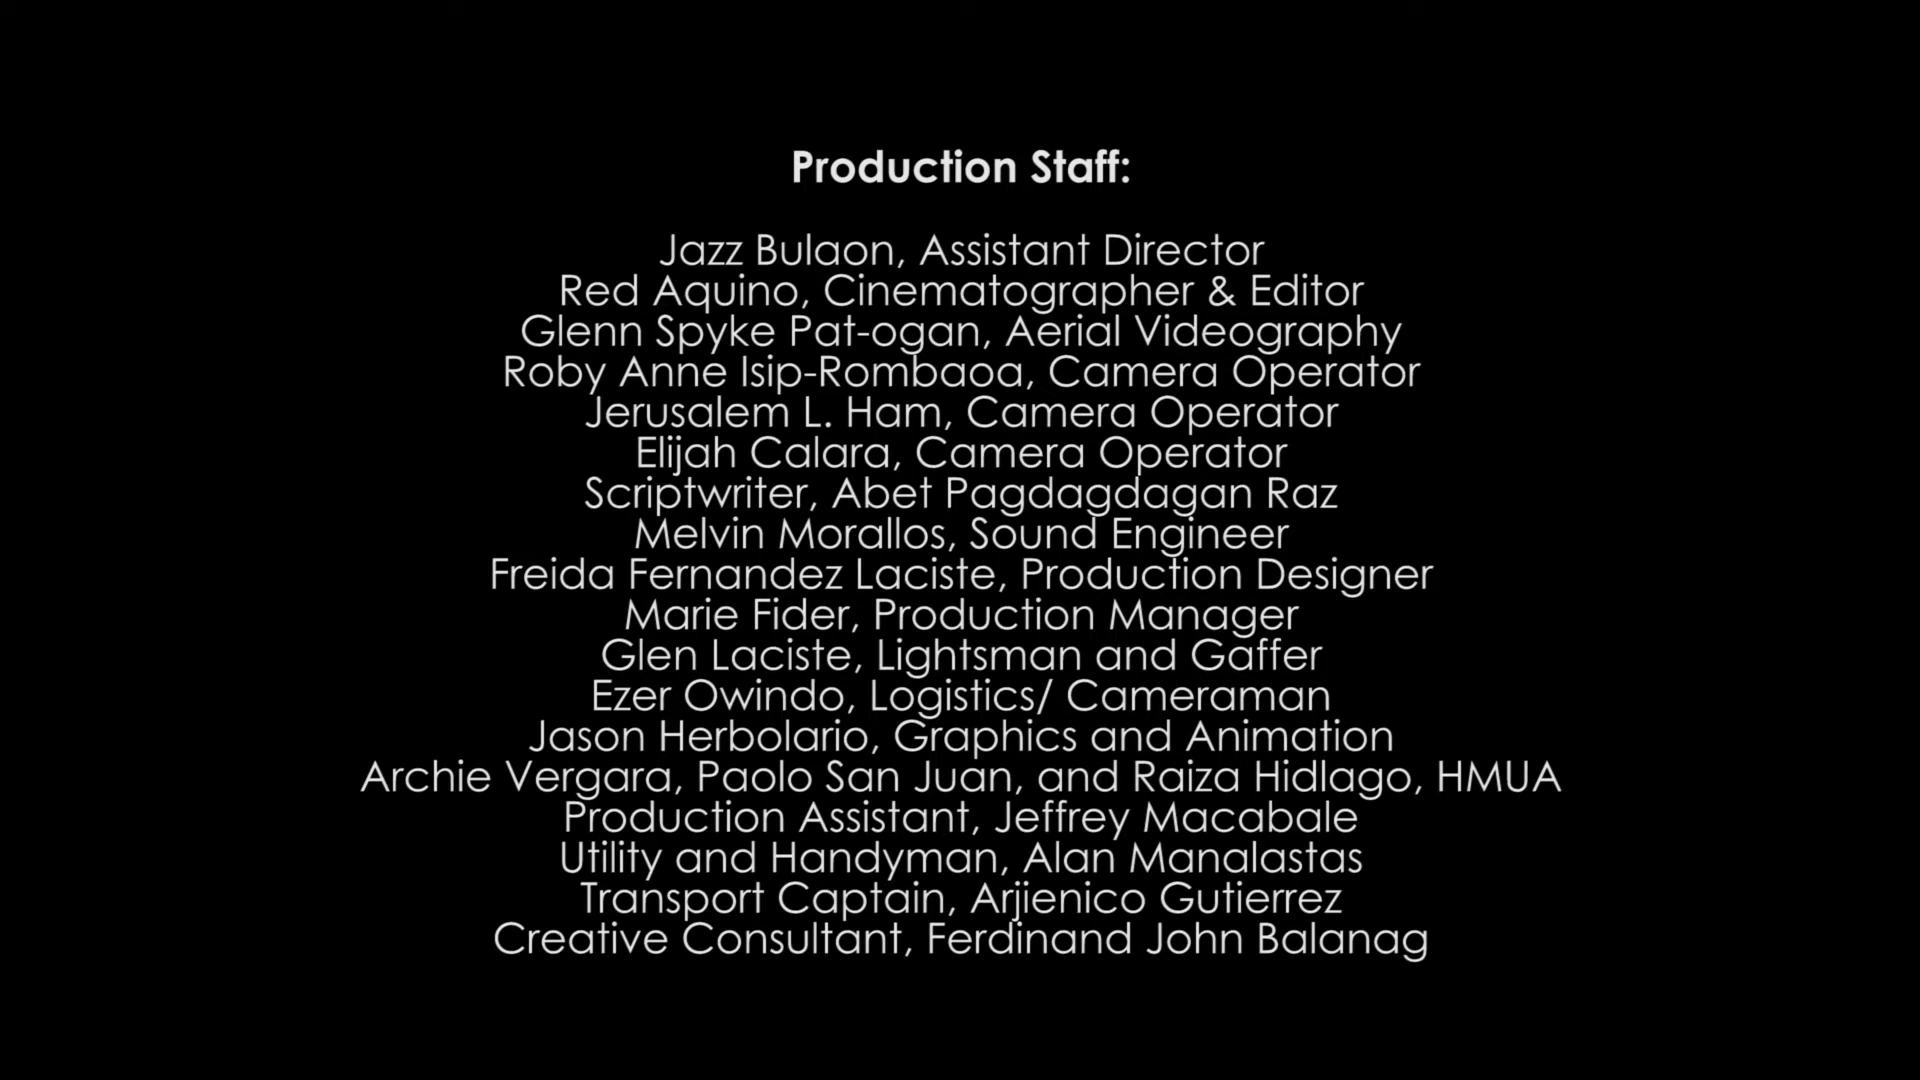 Production Staff:
Jazz Bulaon, Assistant Director
Red Aquino, Cinematographer & Editor
Glenn Spyke Pat-ogan, Aerial Videography
Roby Anne Isip-Rombaoa, Camera Operator
Jerusalem L. Ham, Camera Operator
Elijah Calara, Camera Operator
Scriptwriter, Abet Pagdagdagan Raz
Melvin Morallos, Sound Engineer
Freida Fernandez Laciste, Production Designer
Marie Fider, Production Manager
Glen Laciste, Lightsman and Gaffer
Ezer Owindo, Logistics/ Cameraman
Jason Herbolario, Graphics and Animation
Archie Vergara, Paolo San Juan, and Raiza Hidlago, HMUA
Production Assistant, Jeffrey Macabale
Utility and Handyman, Alan Manalastas
Transport Captain, Arjienico Gutierrez
Creative Consultant, Ferdinand John Balanag